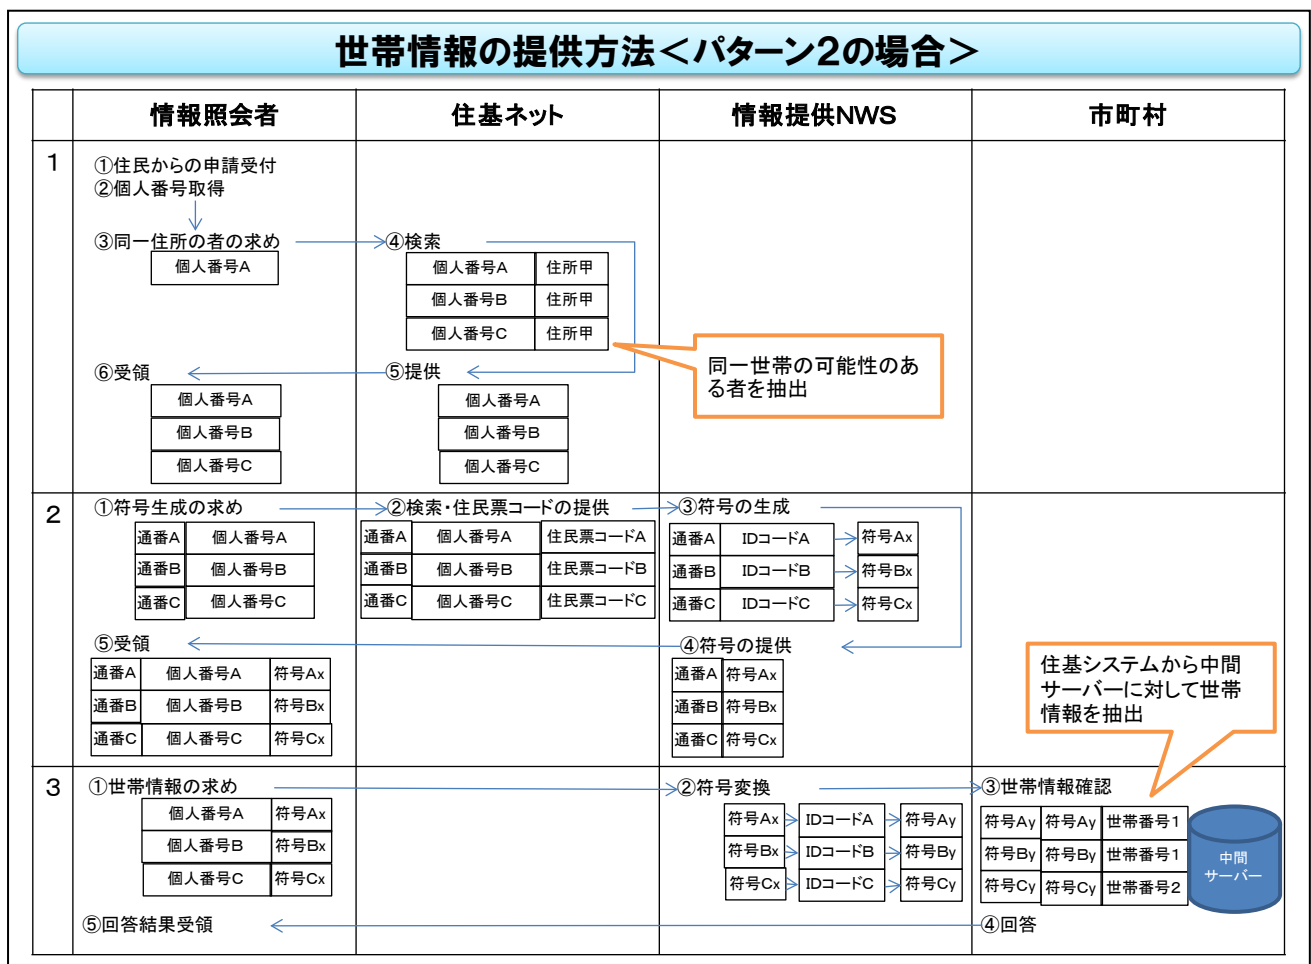 世帯情報の提供方法＜パターン2の場合＞
情報照会者
住基ネット
情報提供NWS
市町村
1
①住民からの申請受付
②個人番号取得
③同一住所の者の求め
個人番号A
④検索
個人番号A 住所甲
個人番号B 住所甲
個人番号C 住所甲
同一世帯の可能性のあ
る者を抽出
⑥受領
個人番号A
個人番号B
個人番号C
⑤提供
個人番号A
個人番号B
個人番号C
2
①符号生成の求め
通番A 個人番号A
通番B 個人番号B
通番C 個人番号C
②検索・住民票コードの提供
通番A 個人番号A 住民票コードA
通番B 個人番号B 住民票コードB
通番C 個人番号C 住民票コードC
③符号の生成
通番A IDコードA 符号Ax
通番B IDコードB 符号Bx
通番C IDコードC 符号Cx
⑤受領
通番A 個人番号A 符号Ax
通番B 個人番号B 符号Bx
通番C 個人番号C 符号Cx
④符号の提供
通番A 符号Ax
通番B 符号Bx
通番C 符号Cx
住基システムから中間
サーバーに対して世帯
情報を抽出
3
①世帯情報の求め
個人番号A 符号Ax
個人番号B 符号Bx
個人番号C 符号Cx
②符号変換
符号Ax IDコードA 符号Ay
符号Bx IDコードB 符号By
符号Cx IDコードC 符号Cy
③世帯情報確認
符号Ay 符号Ay 世帯番号1
符号By 符号By 世帯番号1
符号Cy 符号Cy 世帯番号2
中間
サーバー
⑤回答結果受領
④回答